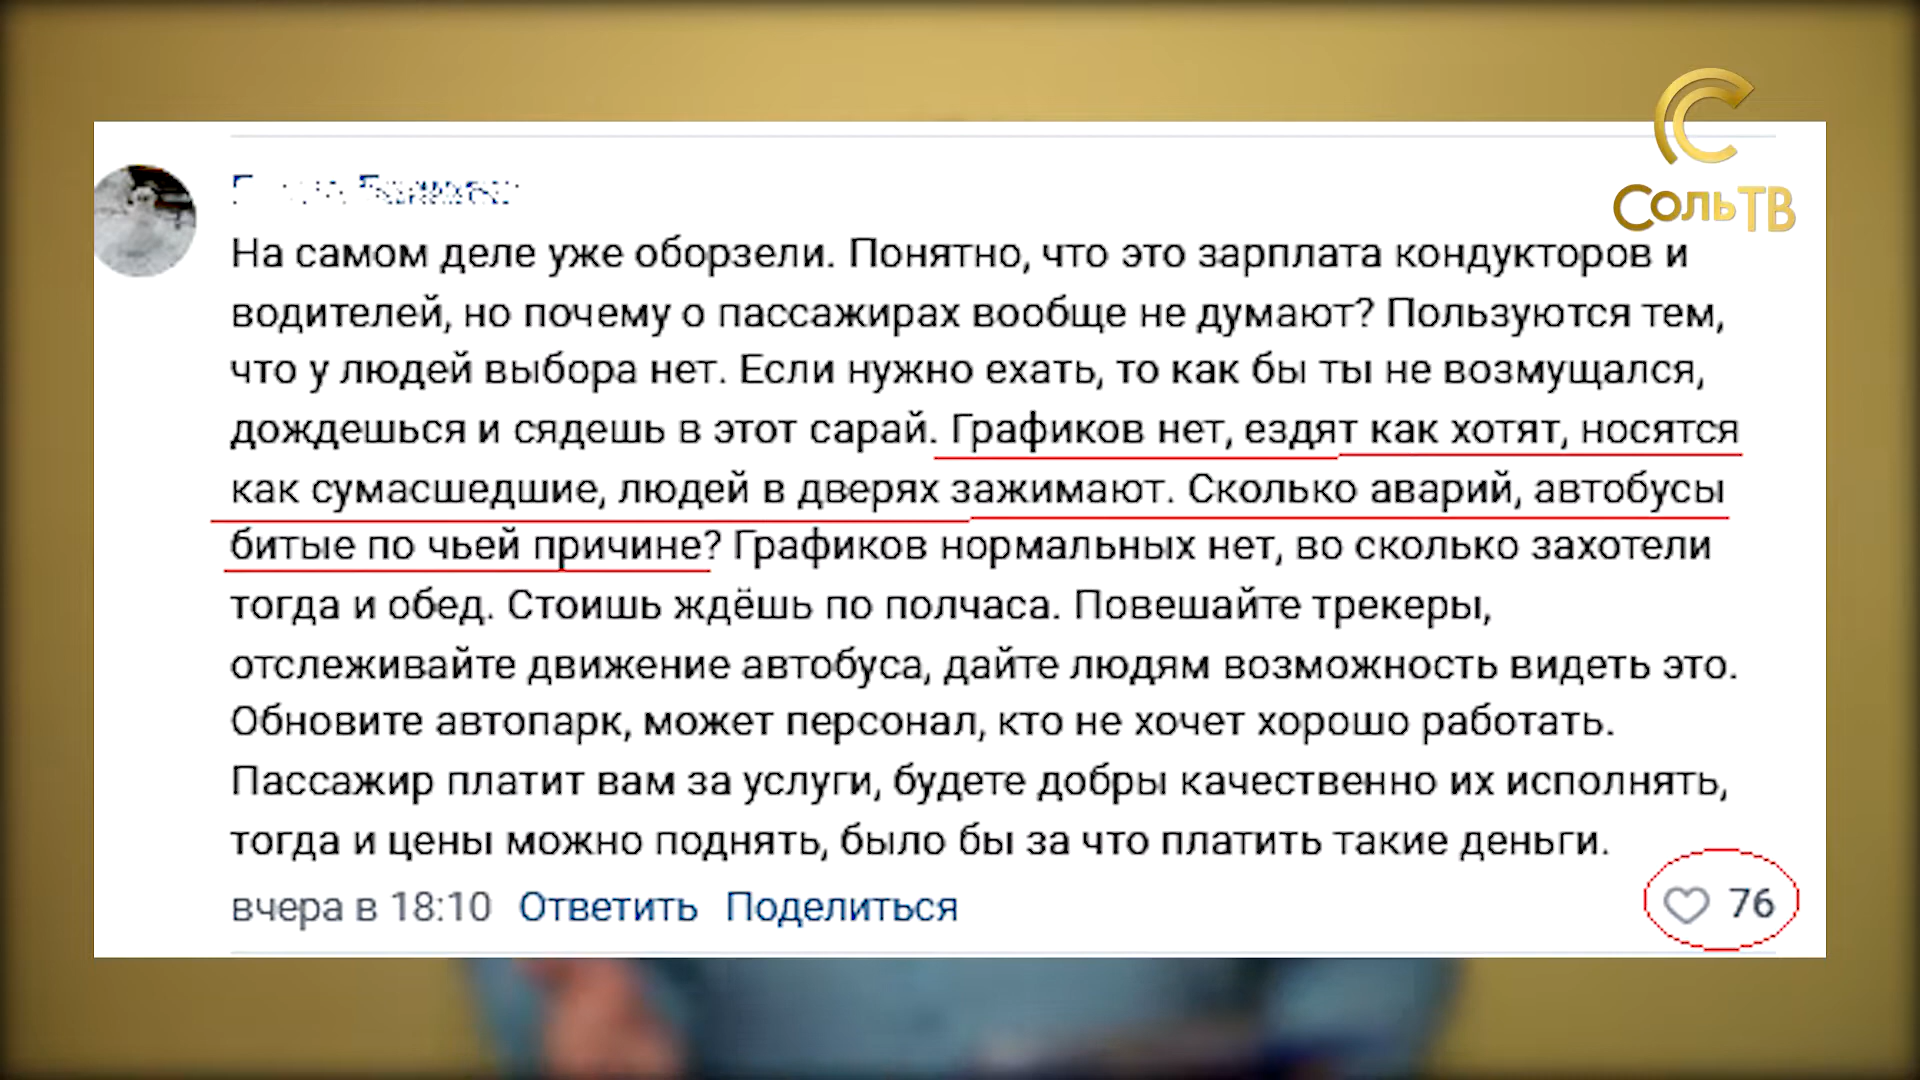 СольТВ
На самом деле уже оборзели. Понятно, что это зарплата кондукторов и
водителей, но почему о пассажирах вообще не думают? Пользуются тем,
что у людей выбора нет. Если нужно ехать, то как бы ты не возмущался,
дождешься и сядешь в этот сарай. Графиков нет, ездят как хотят, носятся
как сумасшедшие, людей в дверях зажимают. Сколько аварий, автобусы
битые по чьей причине? Графиков нормальных нет, во сколько захотели
тогда и обед. Стоишь ждёшь по полчаса. Повешайте трекеры,
отслеживайте движение автобуса, дайте людям возможность видеть это.
Обновите автопарк, может персонал, кто не хочет хорошо работать.
Пассажир платит вам за услуги, будете добры качественно их исполнять,
тогда и цены можно поднять, было бы за что платить такие деньги.
вчера в 18:10 Ответить Поделиться 76